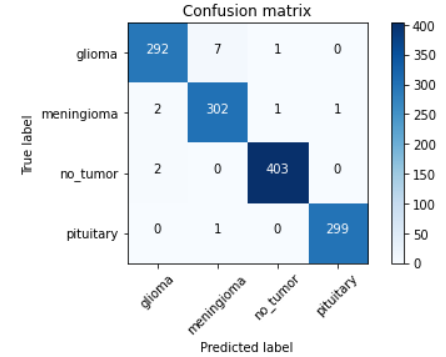 Confusion matrix
glioma 292 7 1 0
meningioma 2 302 1 1
no_tumor 2 0 403 0
pituitary 0 1 0 299
True label
glioma meningioma no_tumor pituitary
Predicted label
400
350
300
250
200
150
100
50
0